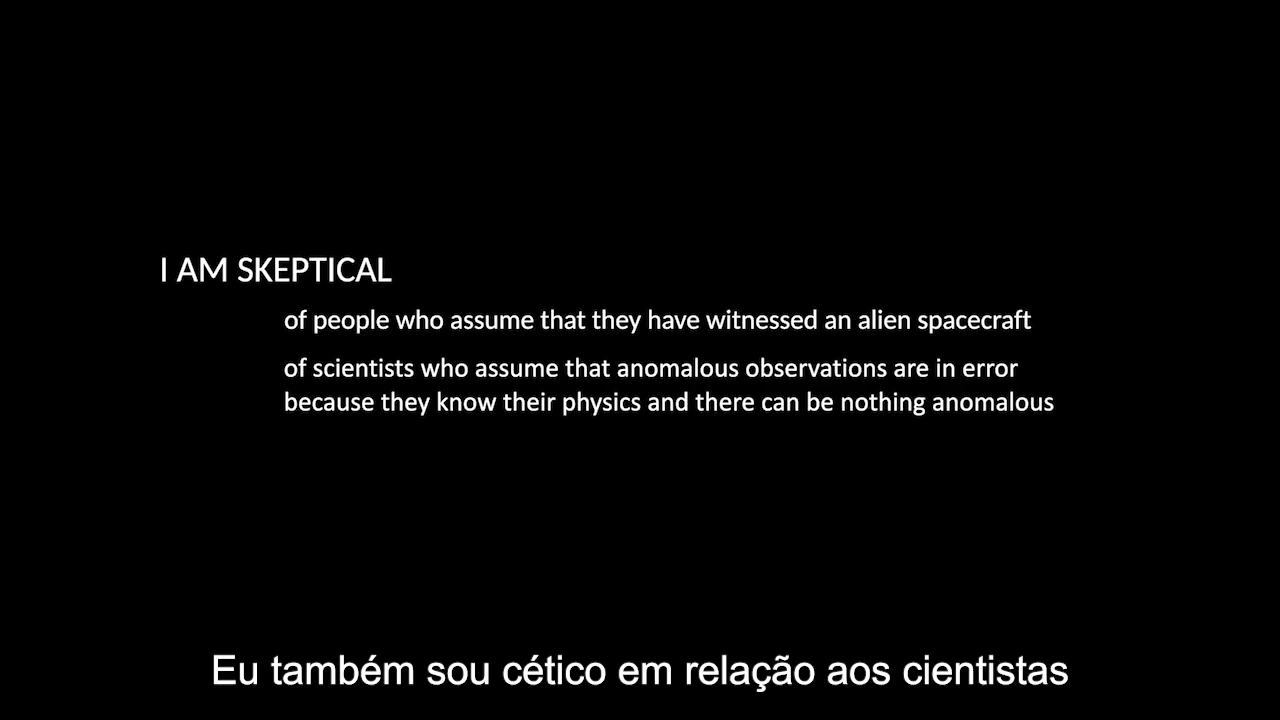 I AM SKEPTICAL
of people who assume that they have witnessed an alien spacecraft
of scientists who assume that anomalous observations are in error
because they know their physics and there can be nothing anomalous
Eu também sou cético em relação aos cientistas